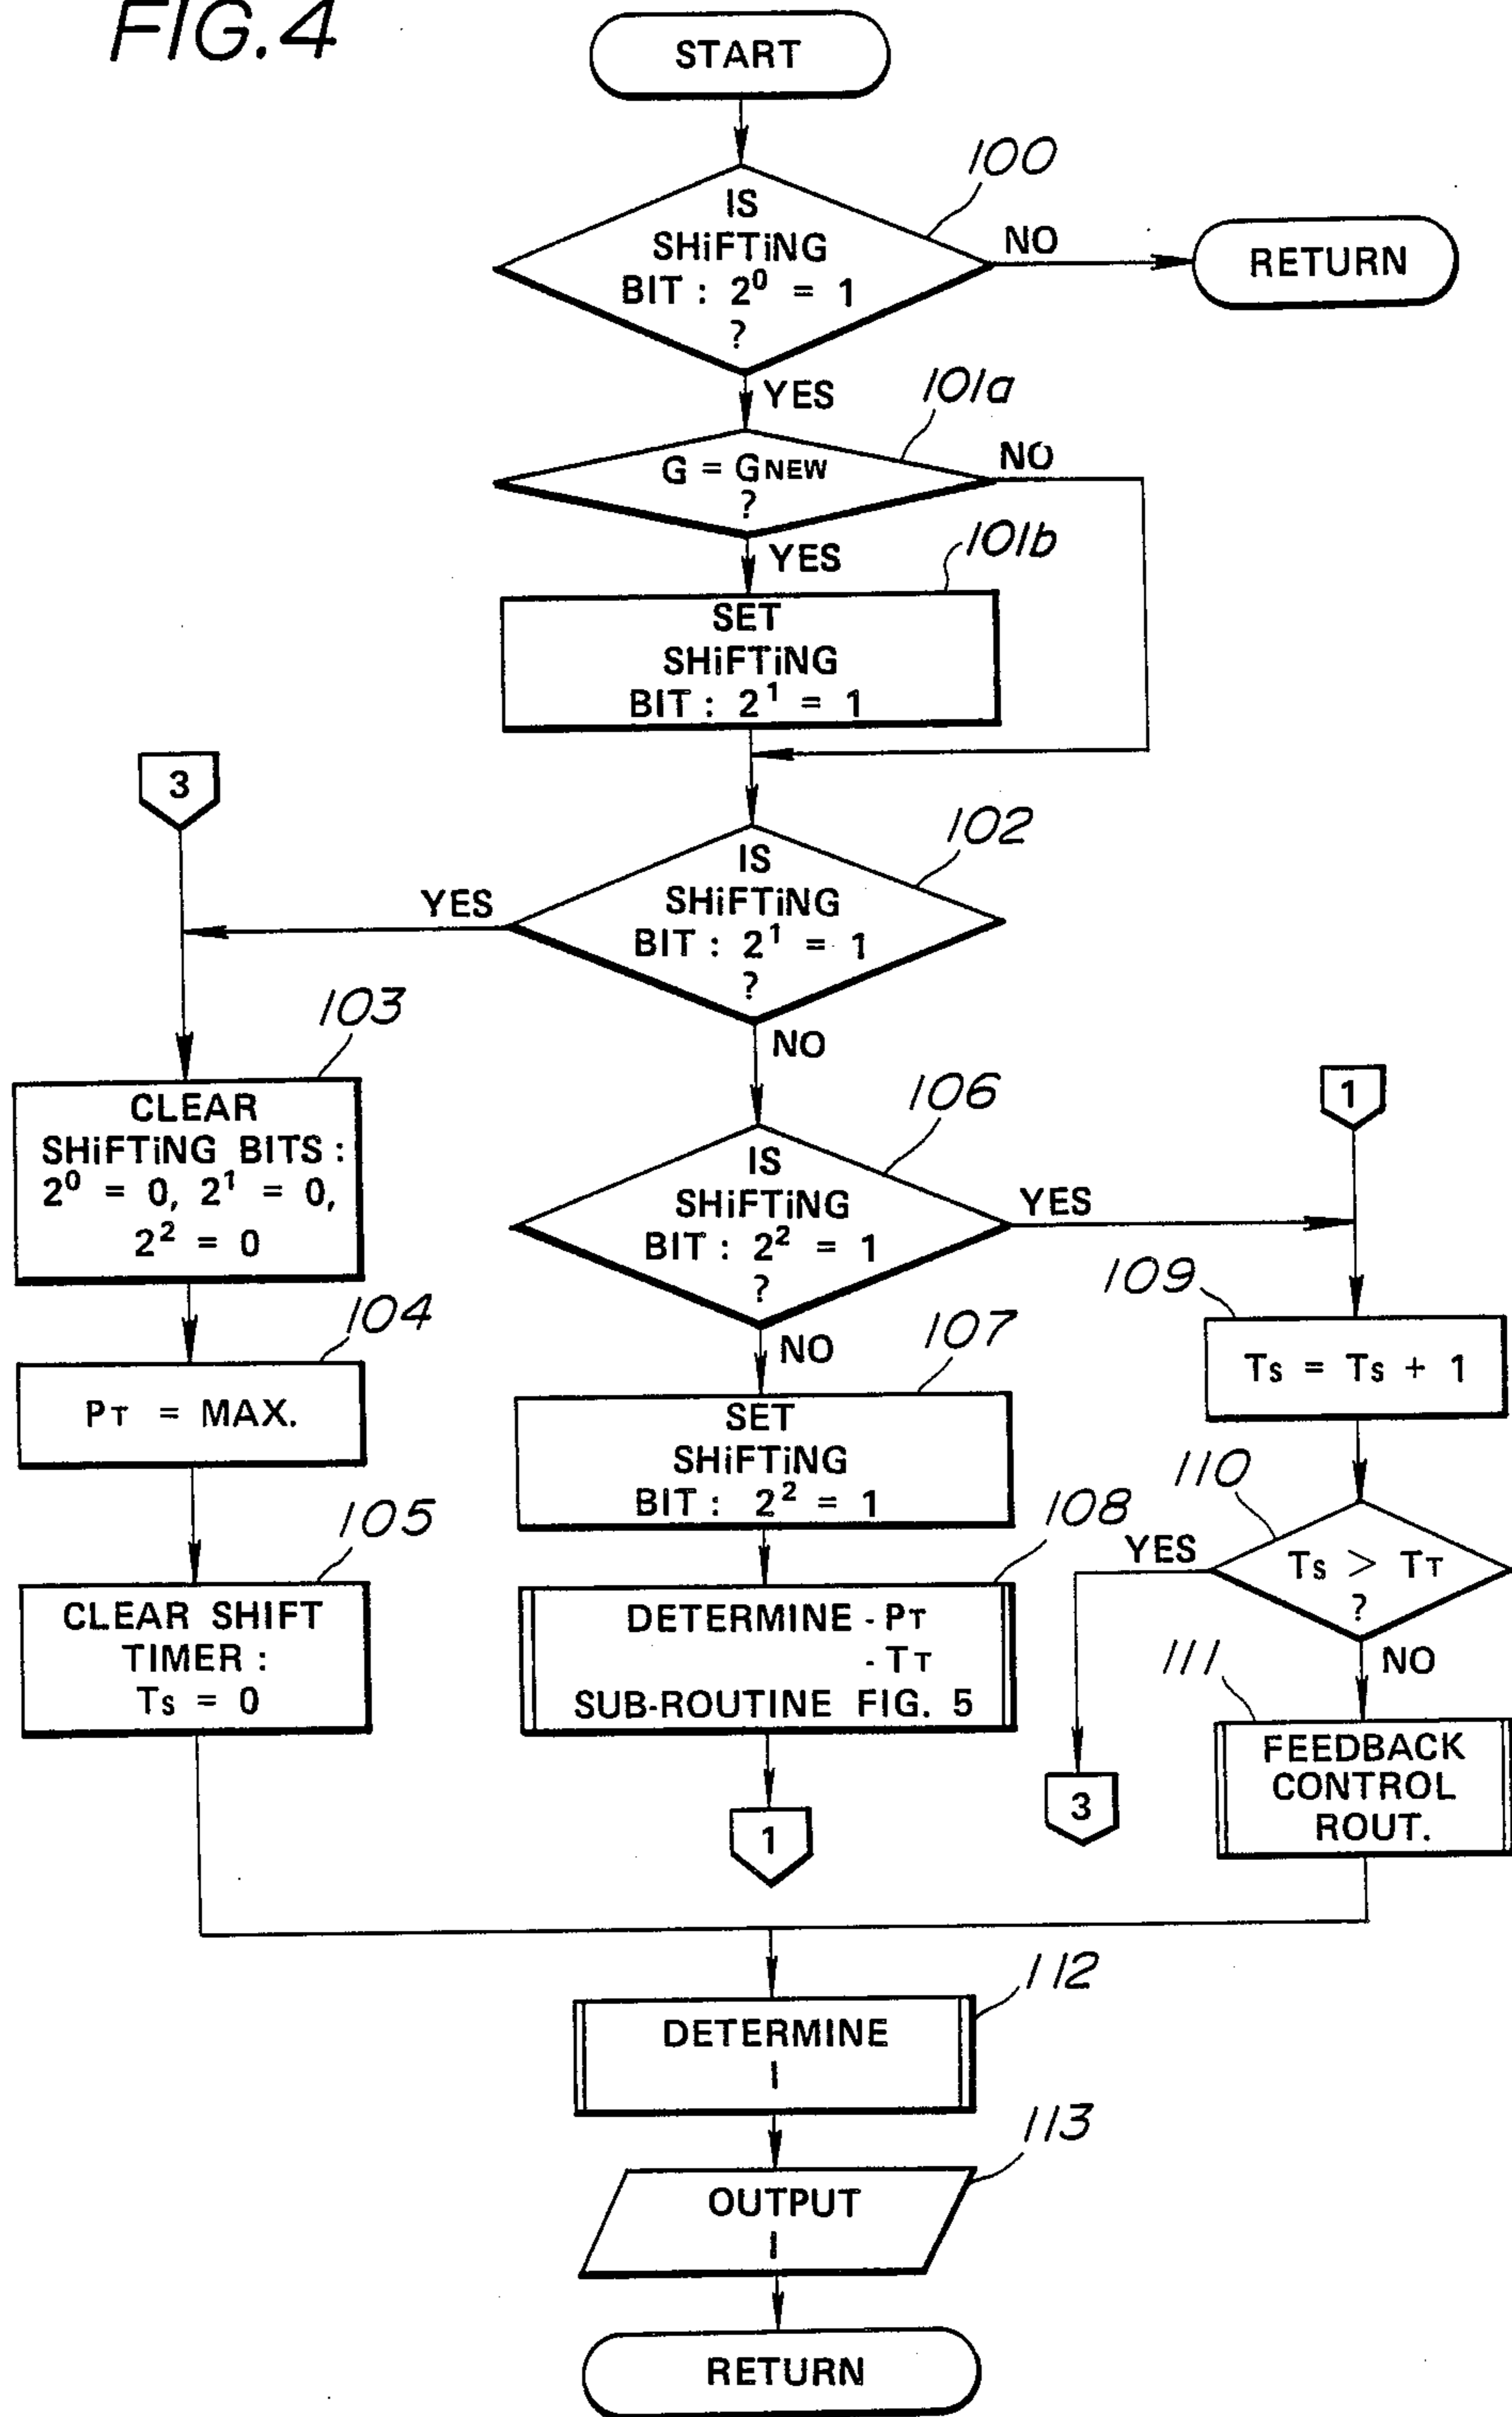 FIG.4
START
100
IS
SHiFTiNG
BIT : 2⁰ = 1
?
NO
RETURN
YES
101a
G = GNEW
?
NO
YES
101b
SET
SHiFTiNG
BIT : 2¹ = 1
3
102
IS
SHiFTiNG
BIT : 2¹ = 1
?
YES
NO
103
CLEAR
SHiFTiNG BITS :
2⁰ = 0, 2¹ = 0,
2² = 0
106
IS
SHiFTiNG
BIT : 2² = 1
?
YES
NO
1
109
Ts = Ts + 1
104
PT = MAX.
107
SET
SHiFTiNG
BIT : 2² = 1
110
Ts > TT
?
YES
NO
105
CLEAR SHIFT
TIMER :
Ts = 0
108
DETERMINE - PT
- TT
SUB-ROUTINE FIG. 5
111
FEEDBACK
CONTROL
ROUT.
3
1
112
DETERMINE
I
113
OUTPUT
I
RETURN